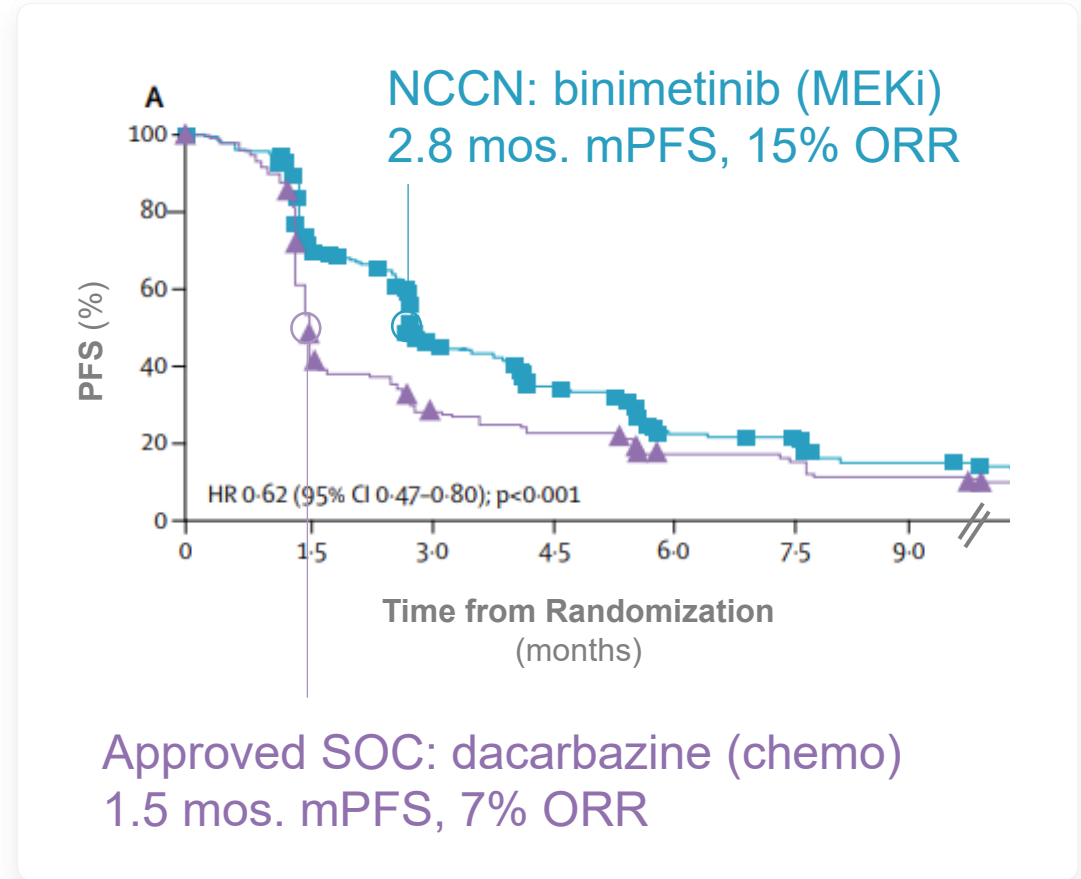 NCCN: binimetinib (MEKi)
2.8 mos. mPFS, 15% ORR
A
100
80
60
40
20
0
PFS (%)
HR 0·62 (95% CI 0·47–0·80); p<0·001
0 1·5 3·0 4·5 6·0 7·5 9·0
Time from Randomization
(months)
Approved SOC: dacarbazine (chemo)
1.5 mos. mPFS, 7% ORR